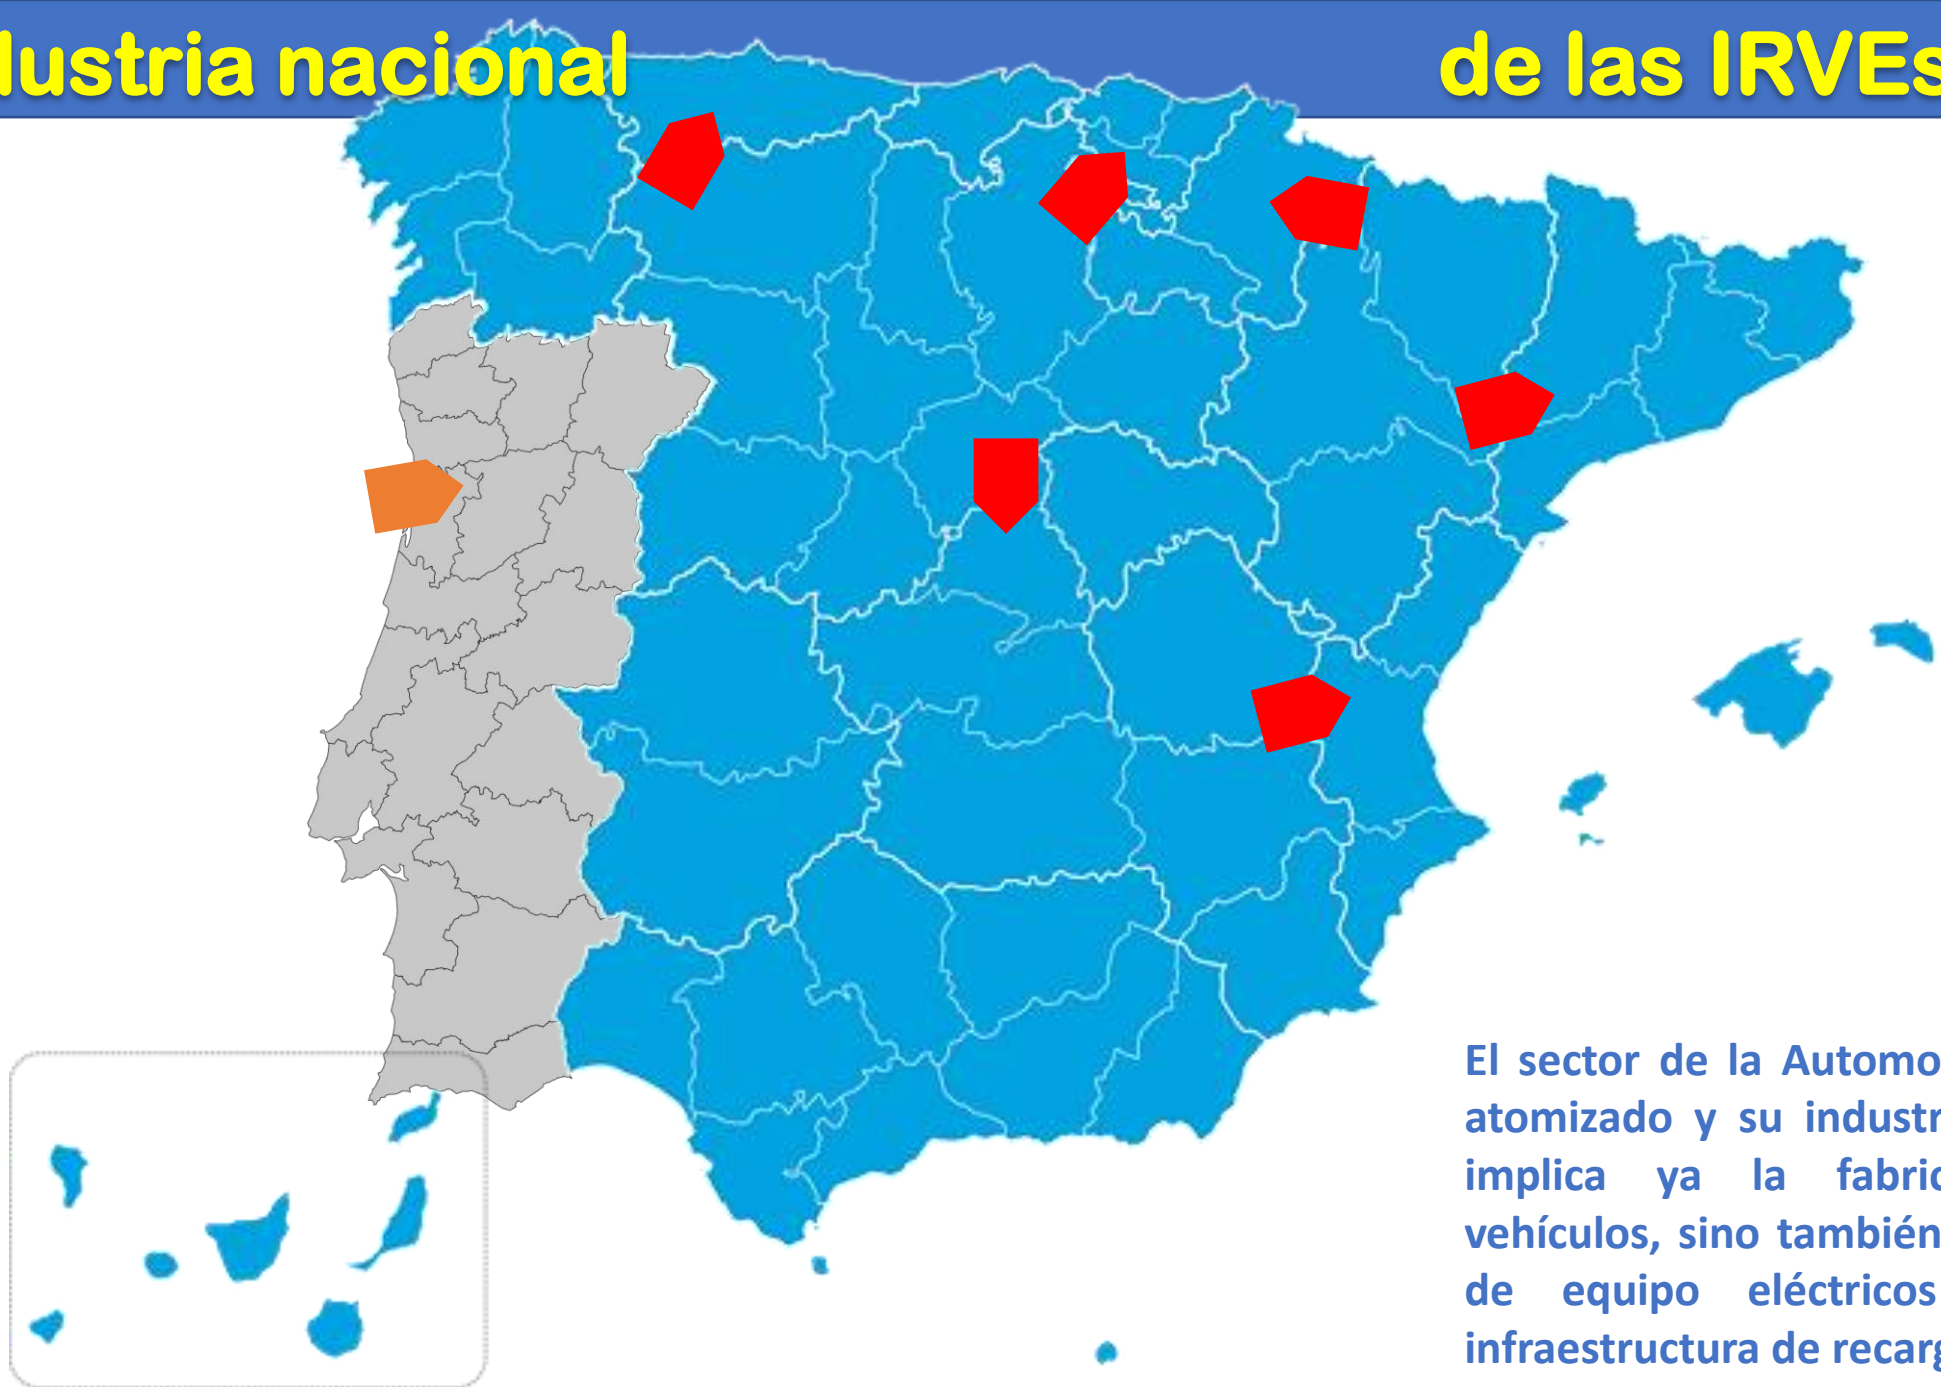 dustria nacional de las IRVEs
El sector de la Automo
atomizado y su industr
implica ya la fabric
vehículos, sino también
de equipo eléctricos
infraestructura de recarg